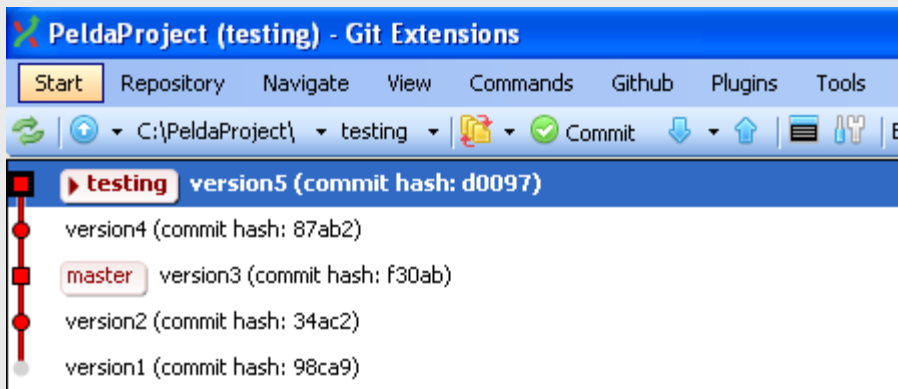 PeldaProject (testing) - Git Extensions
Start Repository Navigate View Commands Github Plugins Tools
C:\PeldaProject\ testing Commit
testing version5 (commit hash: d0097)
version4 (commit hash: 87ab2)
master version3 (commit hash: f30ab)
version2 (commit hash: 34ac2)
version1 (commit hash: 98ca9)